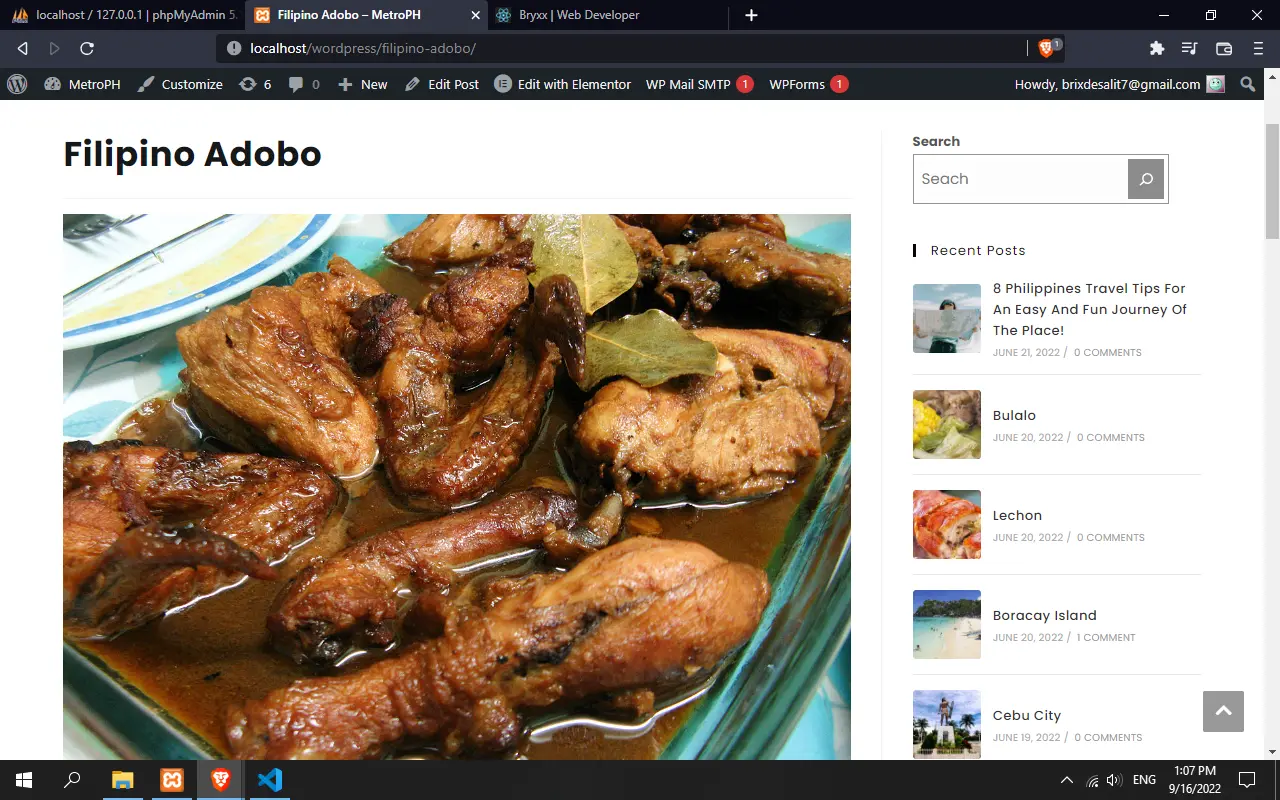 localhost / 127.0.0.1 | phpMyAdmin 5.
Filipino Adobo – MetroPH
Bryxx | Web Developer
localhost/wordpress/filipino-adobo/
1
MetroPH
Customize
6
0
New
Edit Post
Edit with Elementor
WP Mail SMTP 1
WPForms 1
Howdy, brixdesalit7@gmail.com
Filipino Adobo
Search
Seach
Recent Posts
8 Philippines Travel Tips For
An Easy And Fun Journey Of
The Place!
JUNE 21, 2022 / 0 COMMENTS
Bulalo
JUNE 20, 2022 / 0 COMMENTS
Lechon
JUNE 20, 2022 / 0 COMMENTS
Boracay Island
JUNE 20, 2022 / 1 COMMENT
Cebu City
JUNE 19, 2022 / 0 COMMENTS
ENG
1:07 PM
9/16/2022